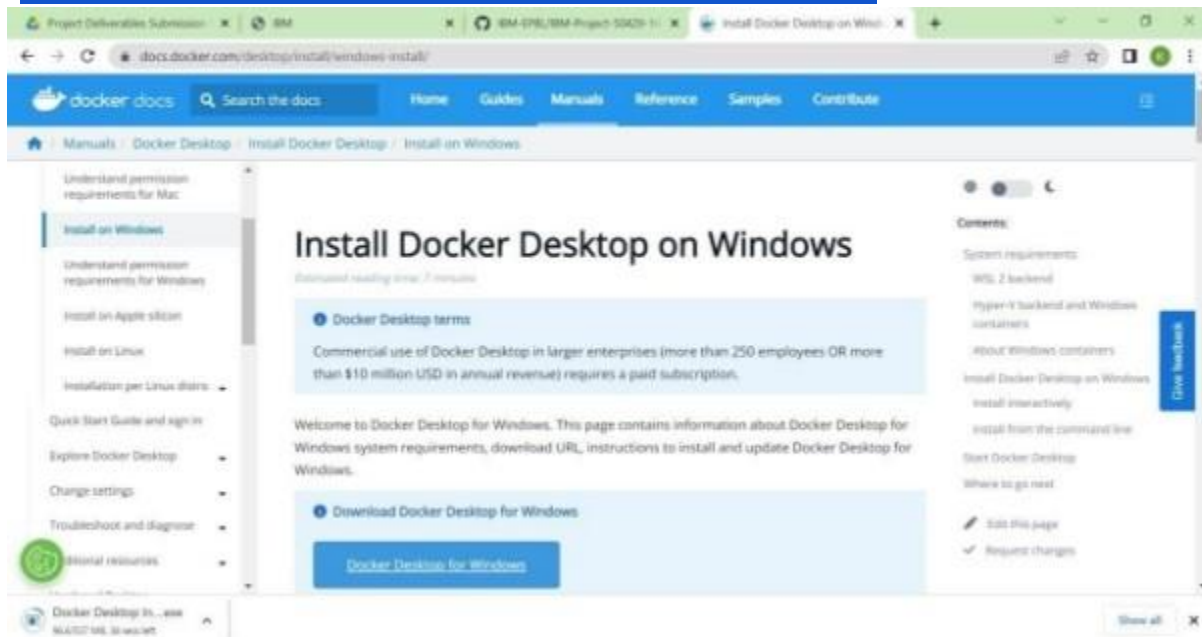 Project Deliverables Submission
IBM
Install Docker Desktop on Wind
docs.docker.com/desktop/install/windows-install/
docker docs
Search the docs
Home
Guides
Manuals
Reference
Samples
Contribute
Manuals / Docker Desktop / Install Docker Desktop / Install on Windows
Understand permission
requirements for Mac
Install on Windows
Understand permission
requirements for Windows
Install on Apple silicon
Install on Linux
Installation per Linux distro
Quick Start Guide and sign in
Explore Docker Desktop
Change settings
Troubleshoot and diagnose
resources
Install Docker Desktop on Windows
Estimated reading time: 7 minutes
Docker Desktop terms
Commercial use of Docker Desktop in larger enterprises (more than 250 employees OR more
than $10 million USD in annual revenue) requires a paid subscription.
Welcome to Docker Desktop for Windows. This page contains information about Docker Desktop for
Windows system requirements, download URL, instructions to install and update Docker Desktop for
Windows.
Download Docker Desktop for Windows
Docker Desktop for Windows
Contents:
System requirements
WSL 2 backend
Hyper-V backend and Windows
containers
About Windows containers
Install Docker Desktop on Windows
Install interactively
Install from the command line
Start Docker Desktop
Where to go next
Edit this page
Request changes
Give feedback
Docker Desktop In...exe
Show all